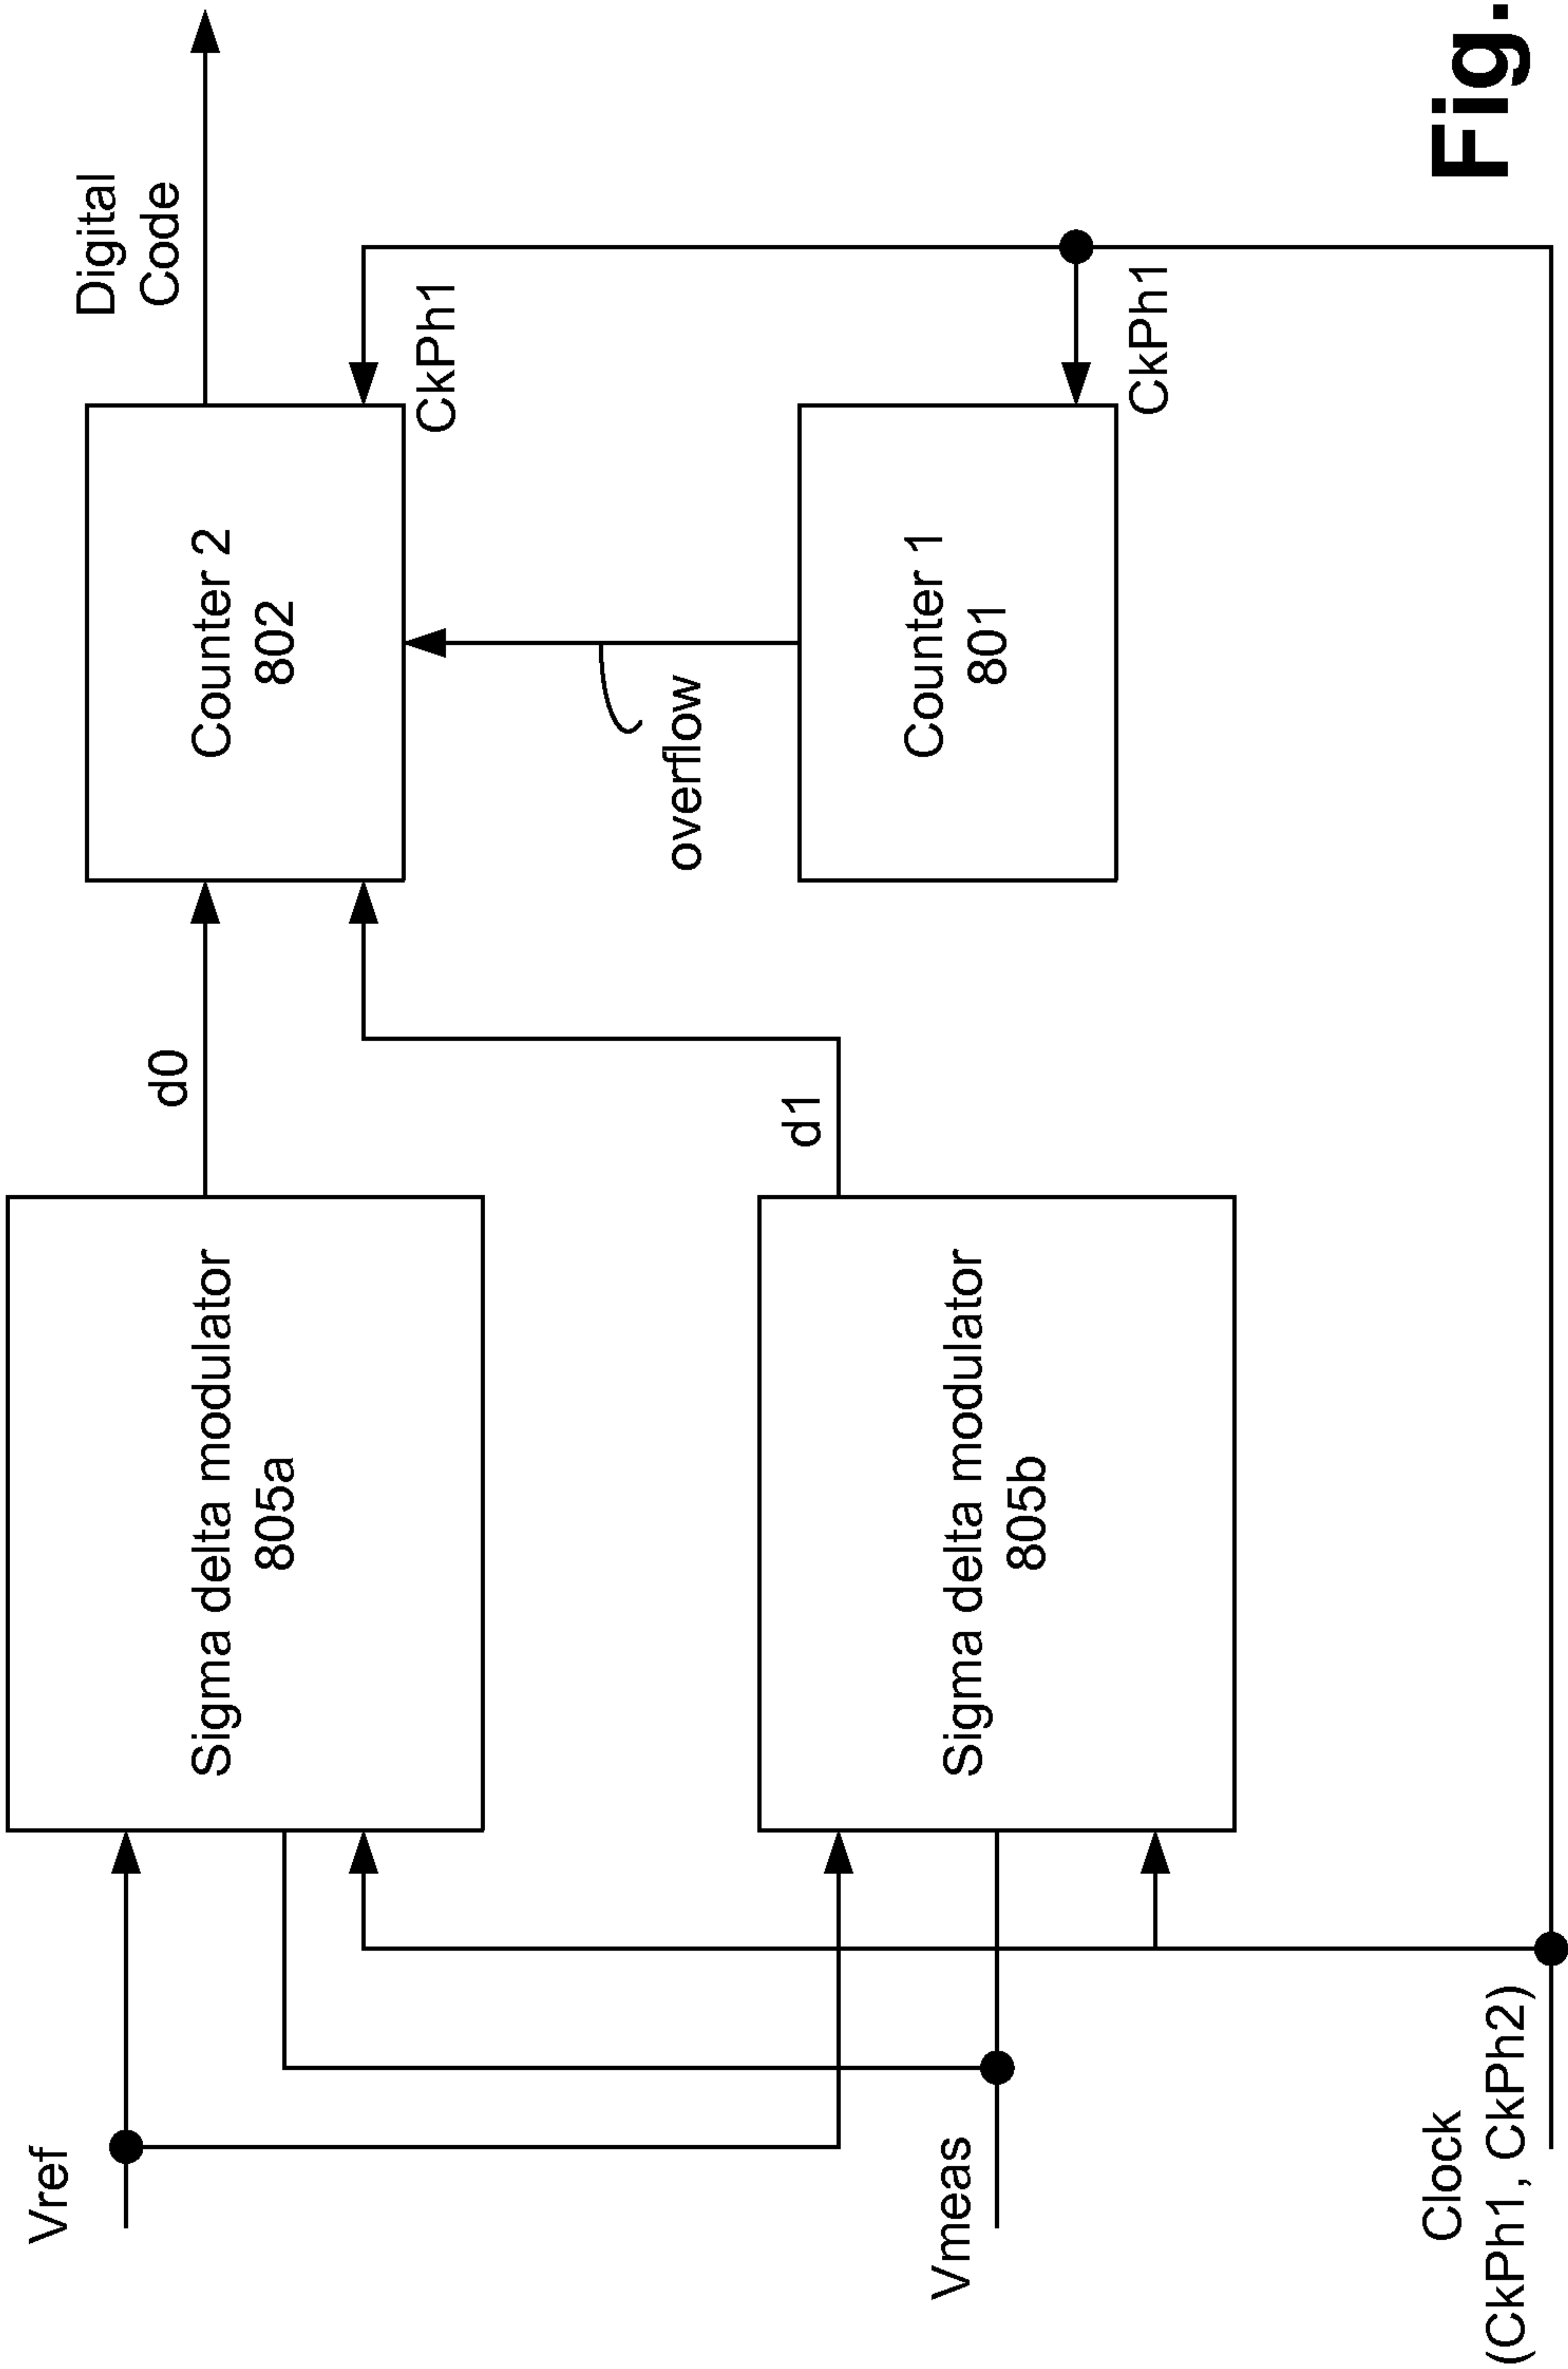 Vref
Sigma delta modulator
805a
d0
Counter 2
802
Digital
Code
CkPh1
overflow
Vmeas
Sigma delta modulator
805b
d1
Counter 1
801
CkPh1
Clock
(CkPh1, CkPh2)
Fig.